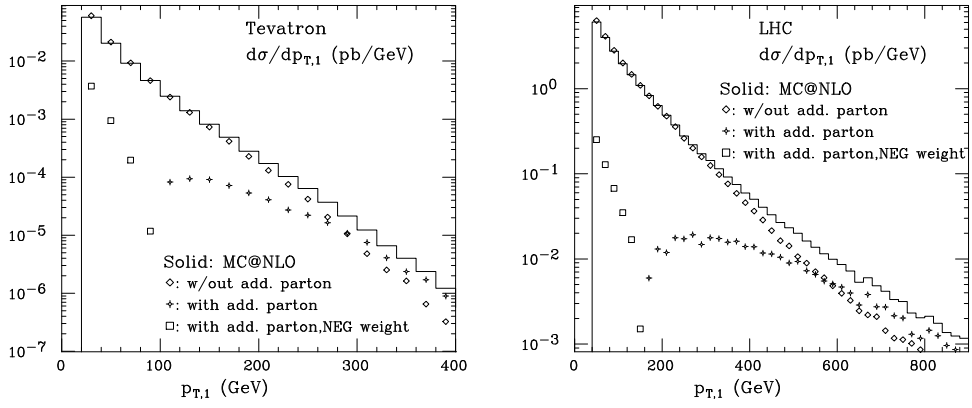 Tevatron
dσ/dp_T,1 (pb/GeV)
10^−2
10^−3
10^−4
10^−5
10^−6
10^−7
Solid: MC@NLO
◇: w/out add. parton
+: with add. parton
□: with add. parton,NEG weight
0 100 200 300 400
p_T,1 (GeV)
LHC
dσ/dp_T,1 (pb/GeV)
Solid: MC@NLO
◇: w/out add. parton
+: with add. parton
□: with add. parton,NEG weight
10^0
10^−1
10^−2
10^−3
0 200 400 600 800
p_T,1 (GeV)